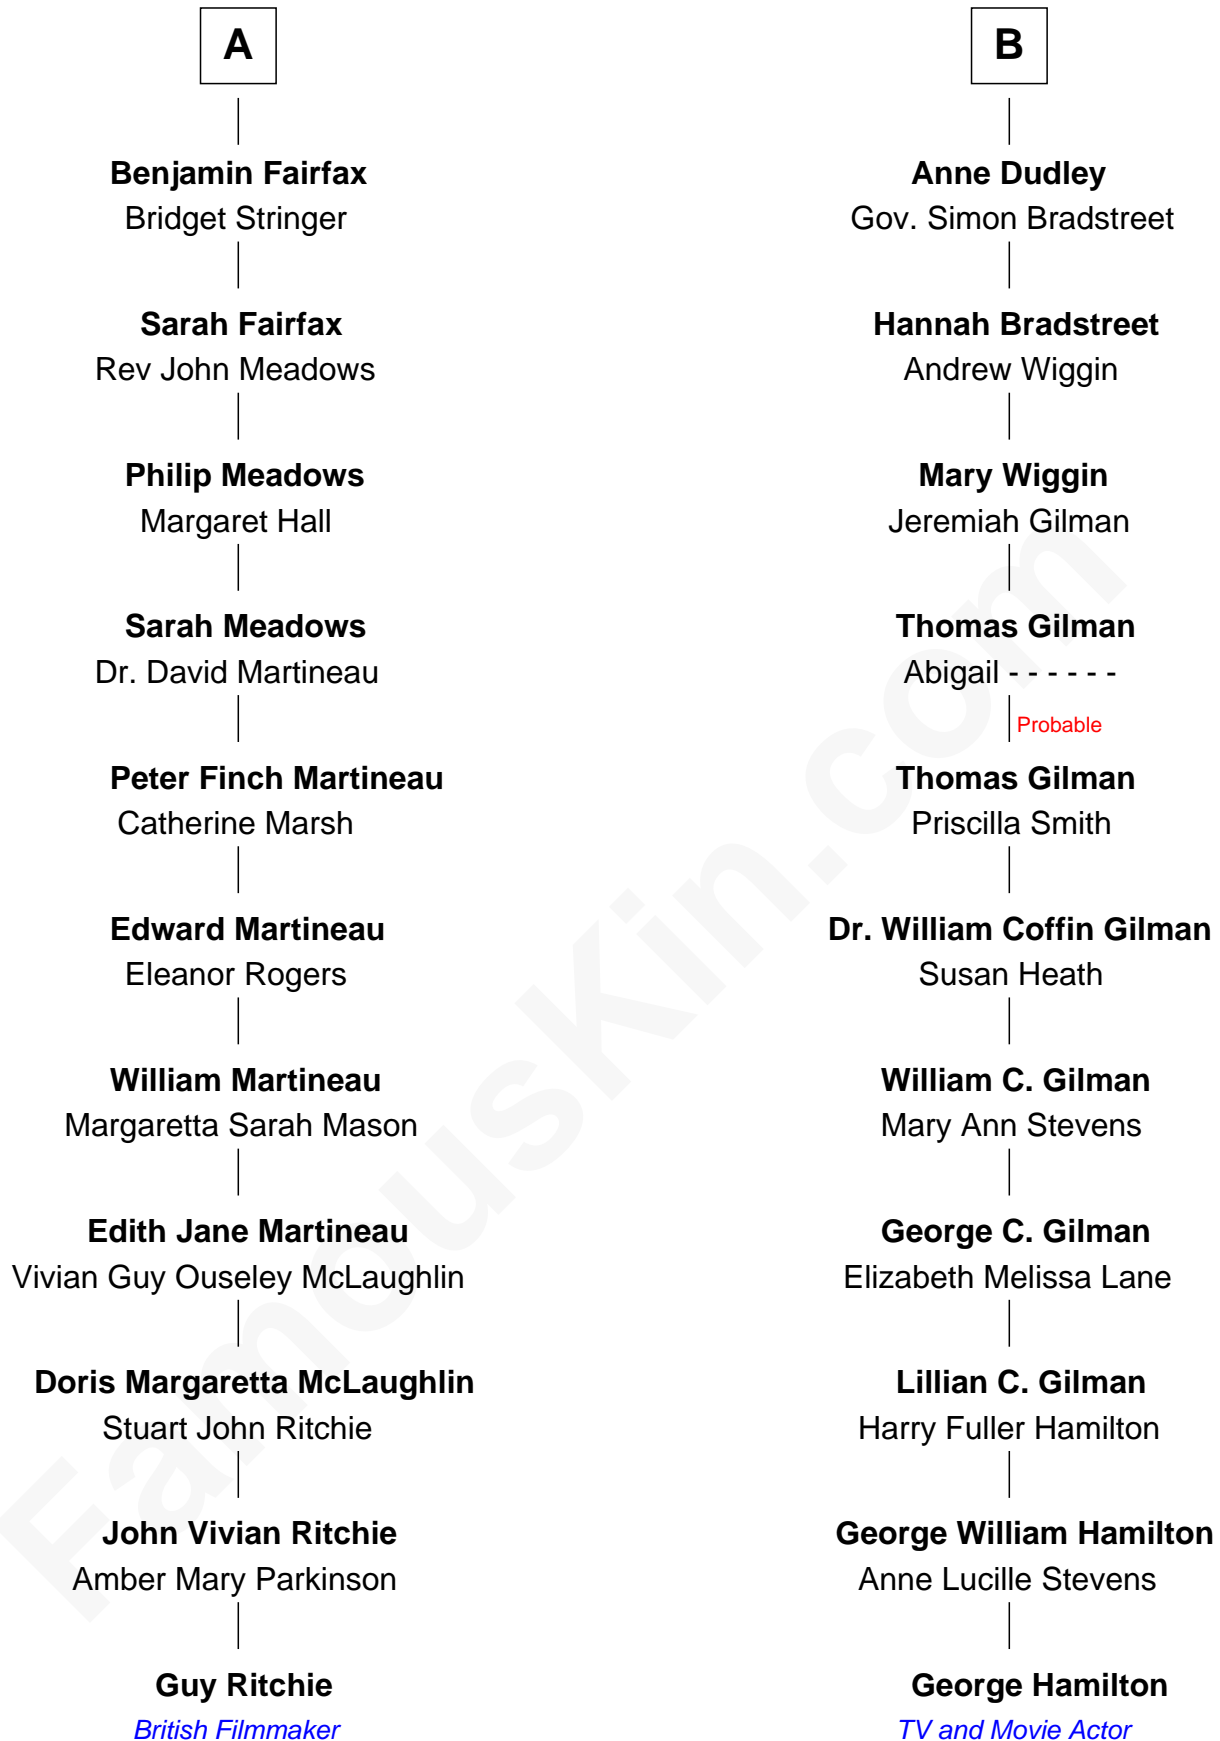 A
Benjamin Fairfax
Bridget Stringer
Sarah Fairfax
Rev John Meadows
Philip Meadows
Margaret Hall
Sarah Meadows
Dr. David Martineau
Peter Finch Martineau
Catherine Marsh
Edward Martineau
Eleanor Rogers
William Martineau
Margaretta Sarah Mason
Edith Jane Martineau
Vivian Guy Ouseley McLaughlin
Doris Margaretta McLaughlin
Stuart John Ritchie
John Vivian Ritchie
Amber Mary Parkinson
Guy Ritchie
British Filmmaker
B
Anne Dudley
Gov. Simon Bradstreet
Hannah Bradstreet
Andrew Wiggin
Mary Wiggin
Jeremiah Gilman
Thomas Gilman
Abigail - - - - - -
Probable
Thomas Gilman
Priscilla Smith
Dr. William Coffin Gilman
Susan Heath
William C. Gilman
Mary Ann Stevens
George C. Gilman
Elizabeth Melissa Lane
Lillian C. Gilman
Harry Fuller Hamilton
George William Hamilton
Anne Lucille Stevens
George Hamilton
TV and Movie Actor
FamousKin.com